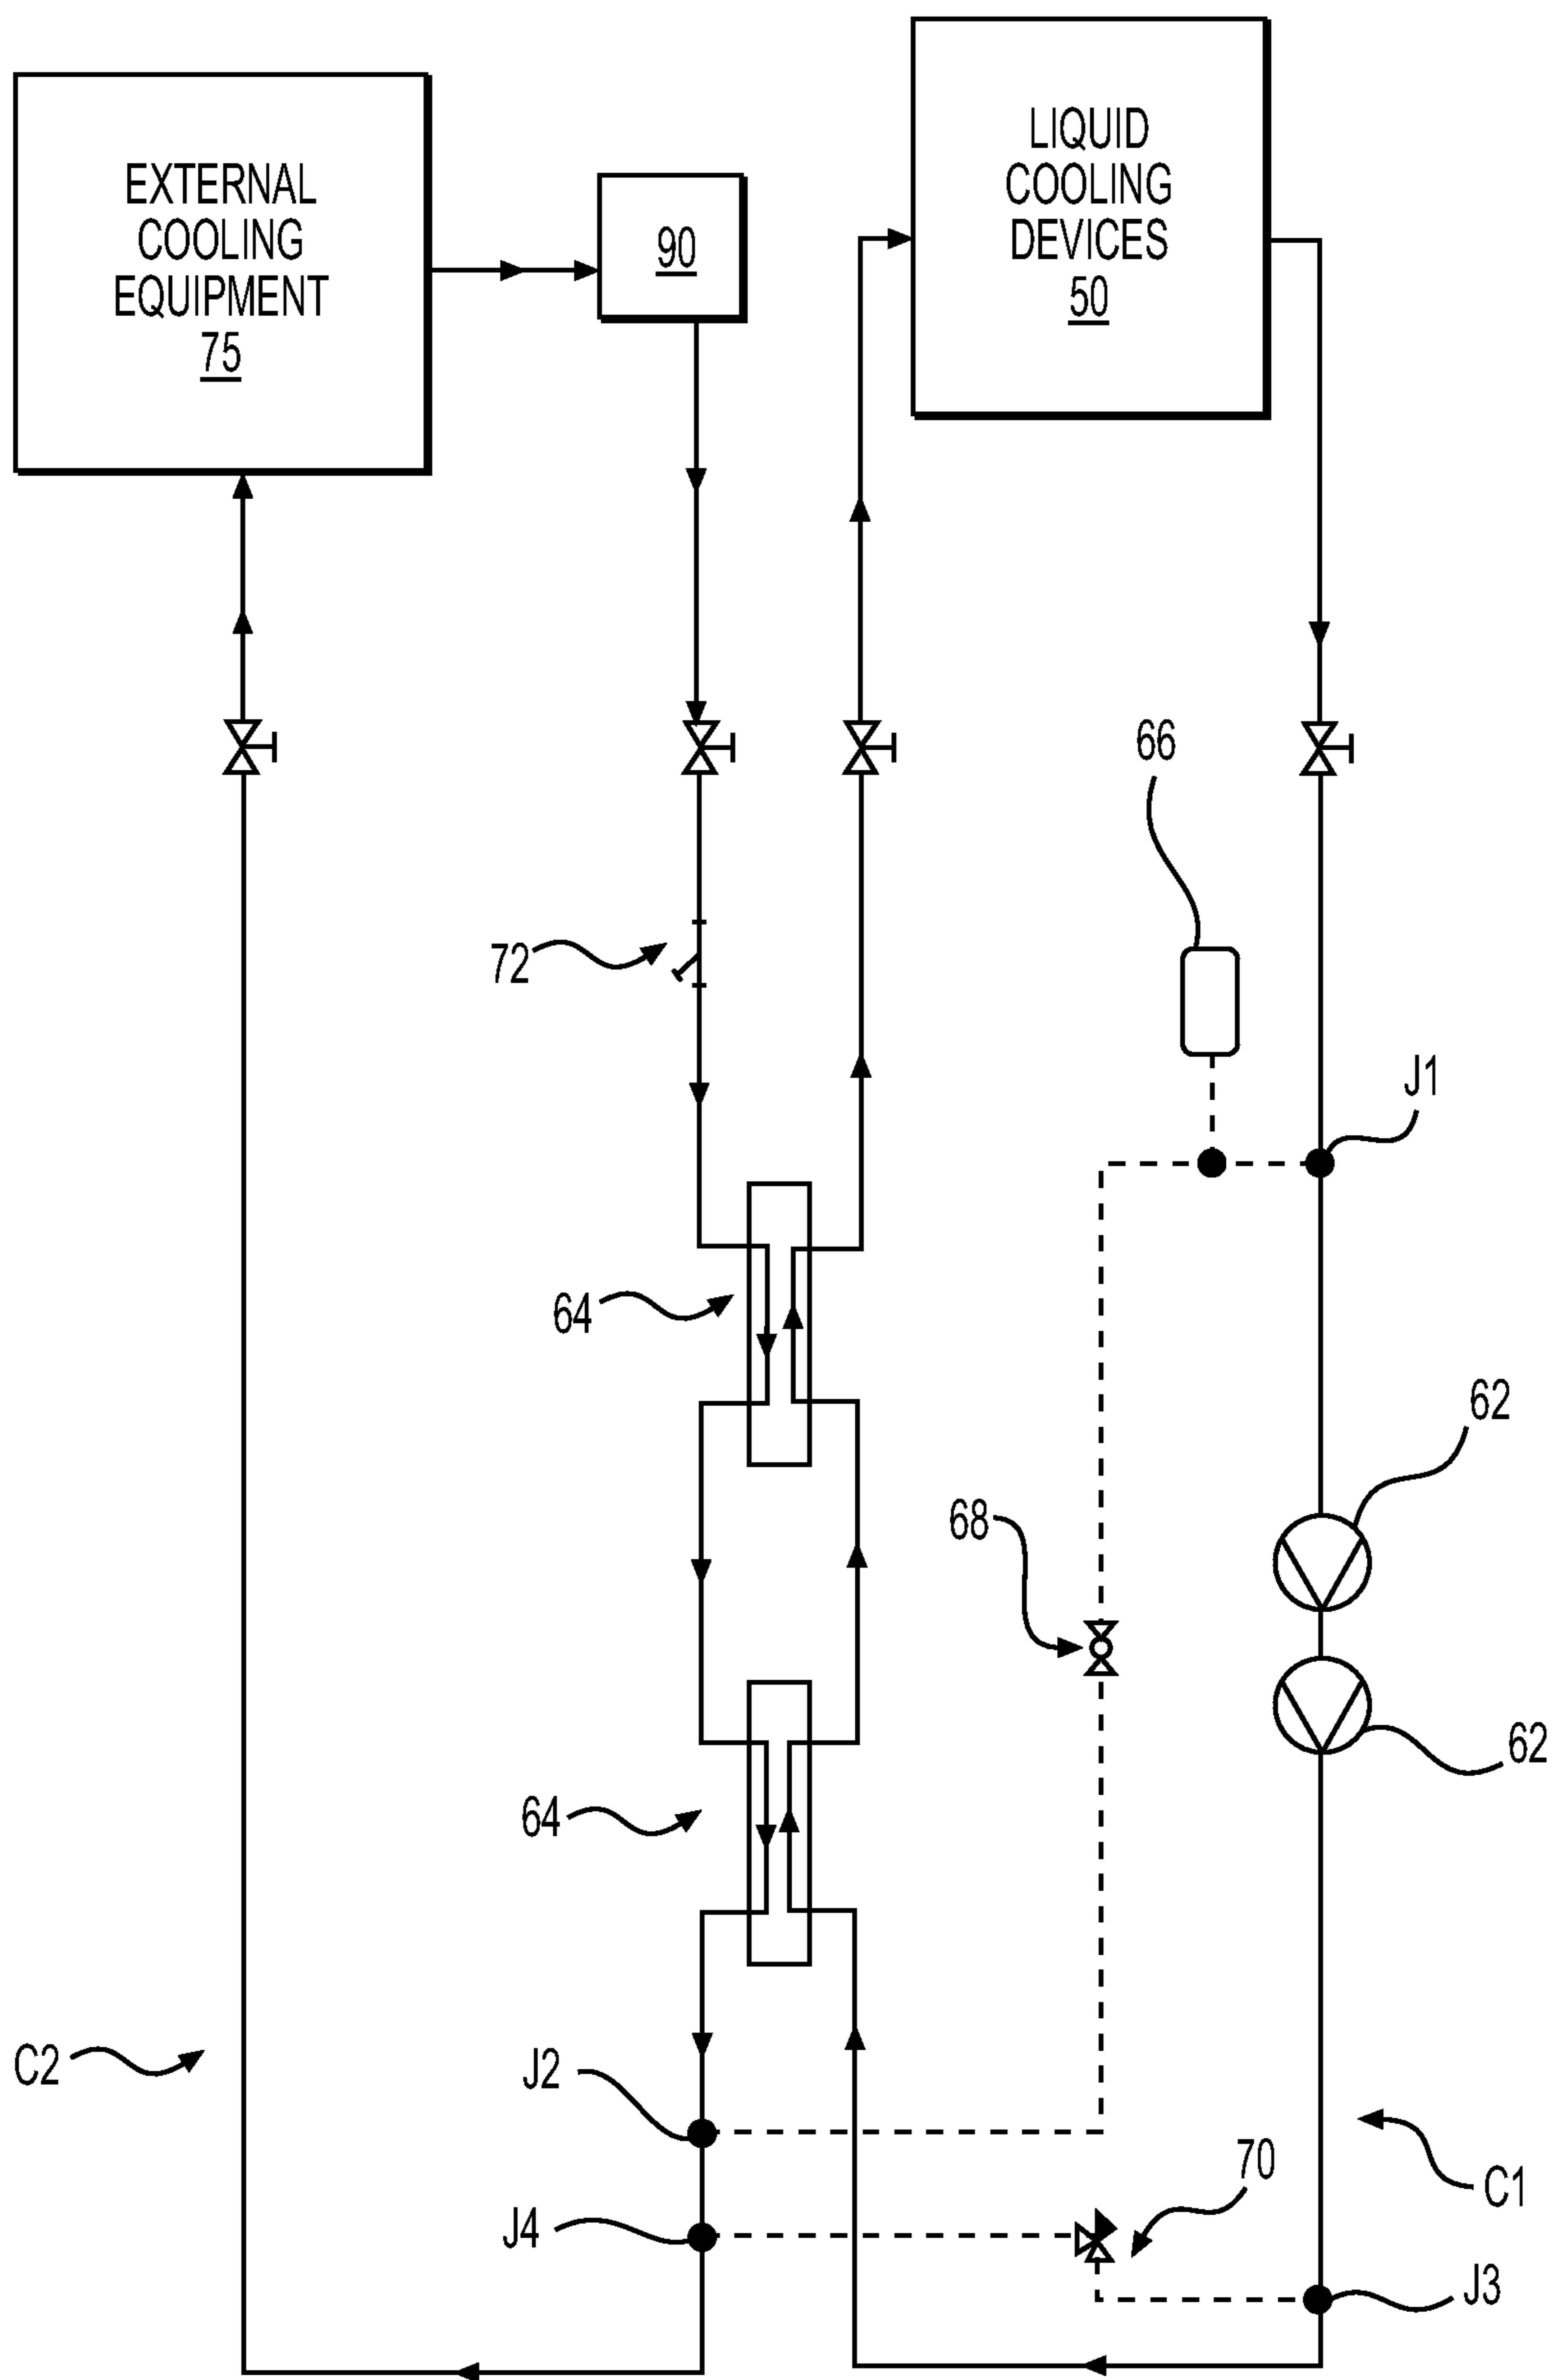 LIQUID
COOLING
DEVICES
50
EXTERNAL
COOLING
EQUIPMENT
75
90
66
72
J1
64
62
68
62
64
C2
J2
70
C1
J4
J3